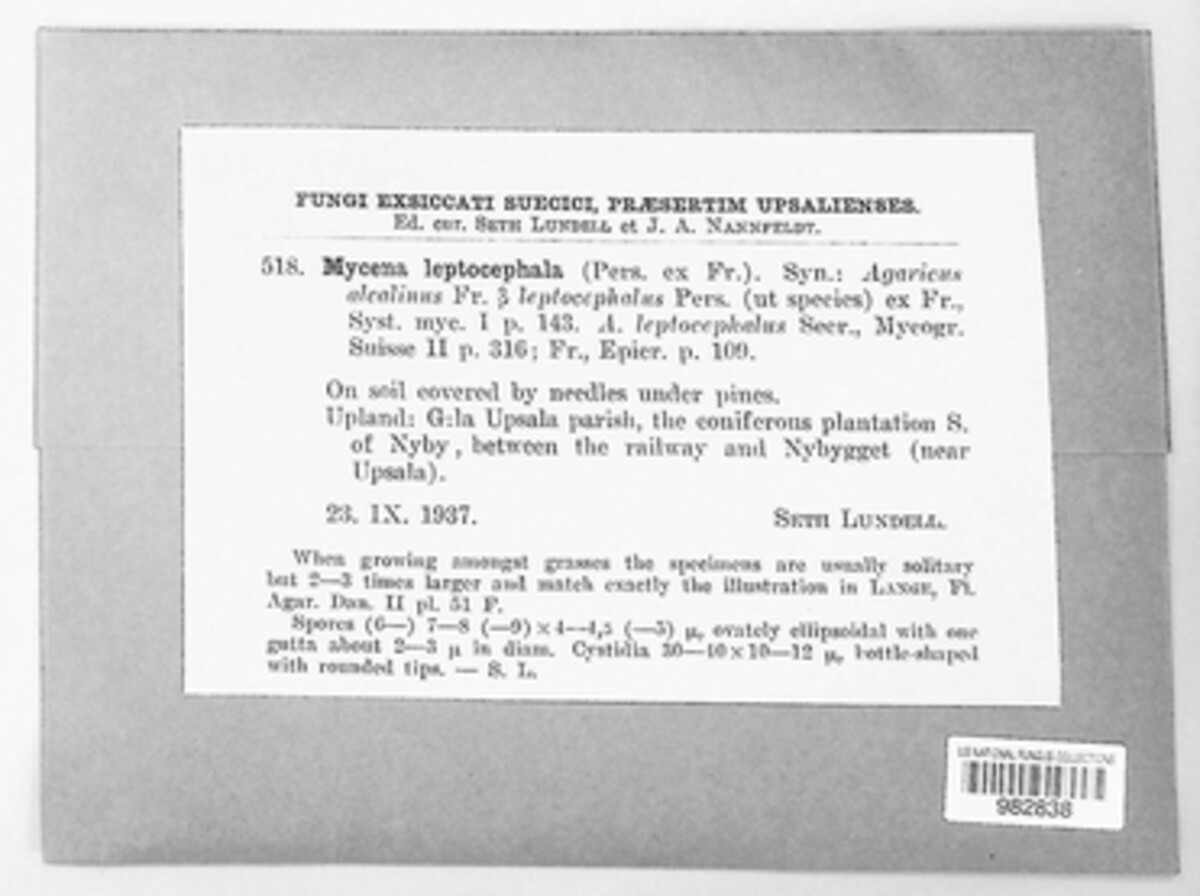 FUNGI EXSICCATI SUECICI, PRÆSERTIM UPSALIENSES.
Ed. cur. SETH LUNDELL et J. A. NANNFELDT.
518. Mycena leptocephala (Pers. ex Fr.). Syn.: Agaricus
alcalinus Fr. β leptocephalus Pers. (ut species) ex Fr.,
Syst. myc. I p. 143. A. leptocephalus Secr., Mycogr.
Suisse II p. 316; Fr., Epicr. p. 109.
On soil covered by needles under pines.
Upland: G:la Upsala parish, the coniferous plantation S.
of Nyby, between the railway and Nybygget (near
Upsala).
23. IX. 1937. SETH LUNDELL.
When growing amongst grasses the specimens are usually solitary
but 2—3 times larger and match exactly the illustration in LANGE, Fl.
Agar. Dan. II pl. 51 F.
Spores (6—) 7—8 (—9) × 4—4,5 (—5) μ, ovately ellipsoidal with one
gutta about 2—3 μ in diam. Cystidia 30—40 × 10—12 μ, bottle-shaped
with rounded tips. — S. L.
US NATIONAL FUNGUS COLLECTIONS
982838